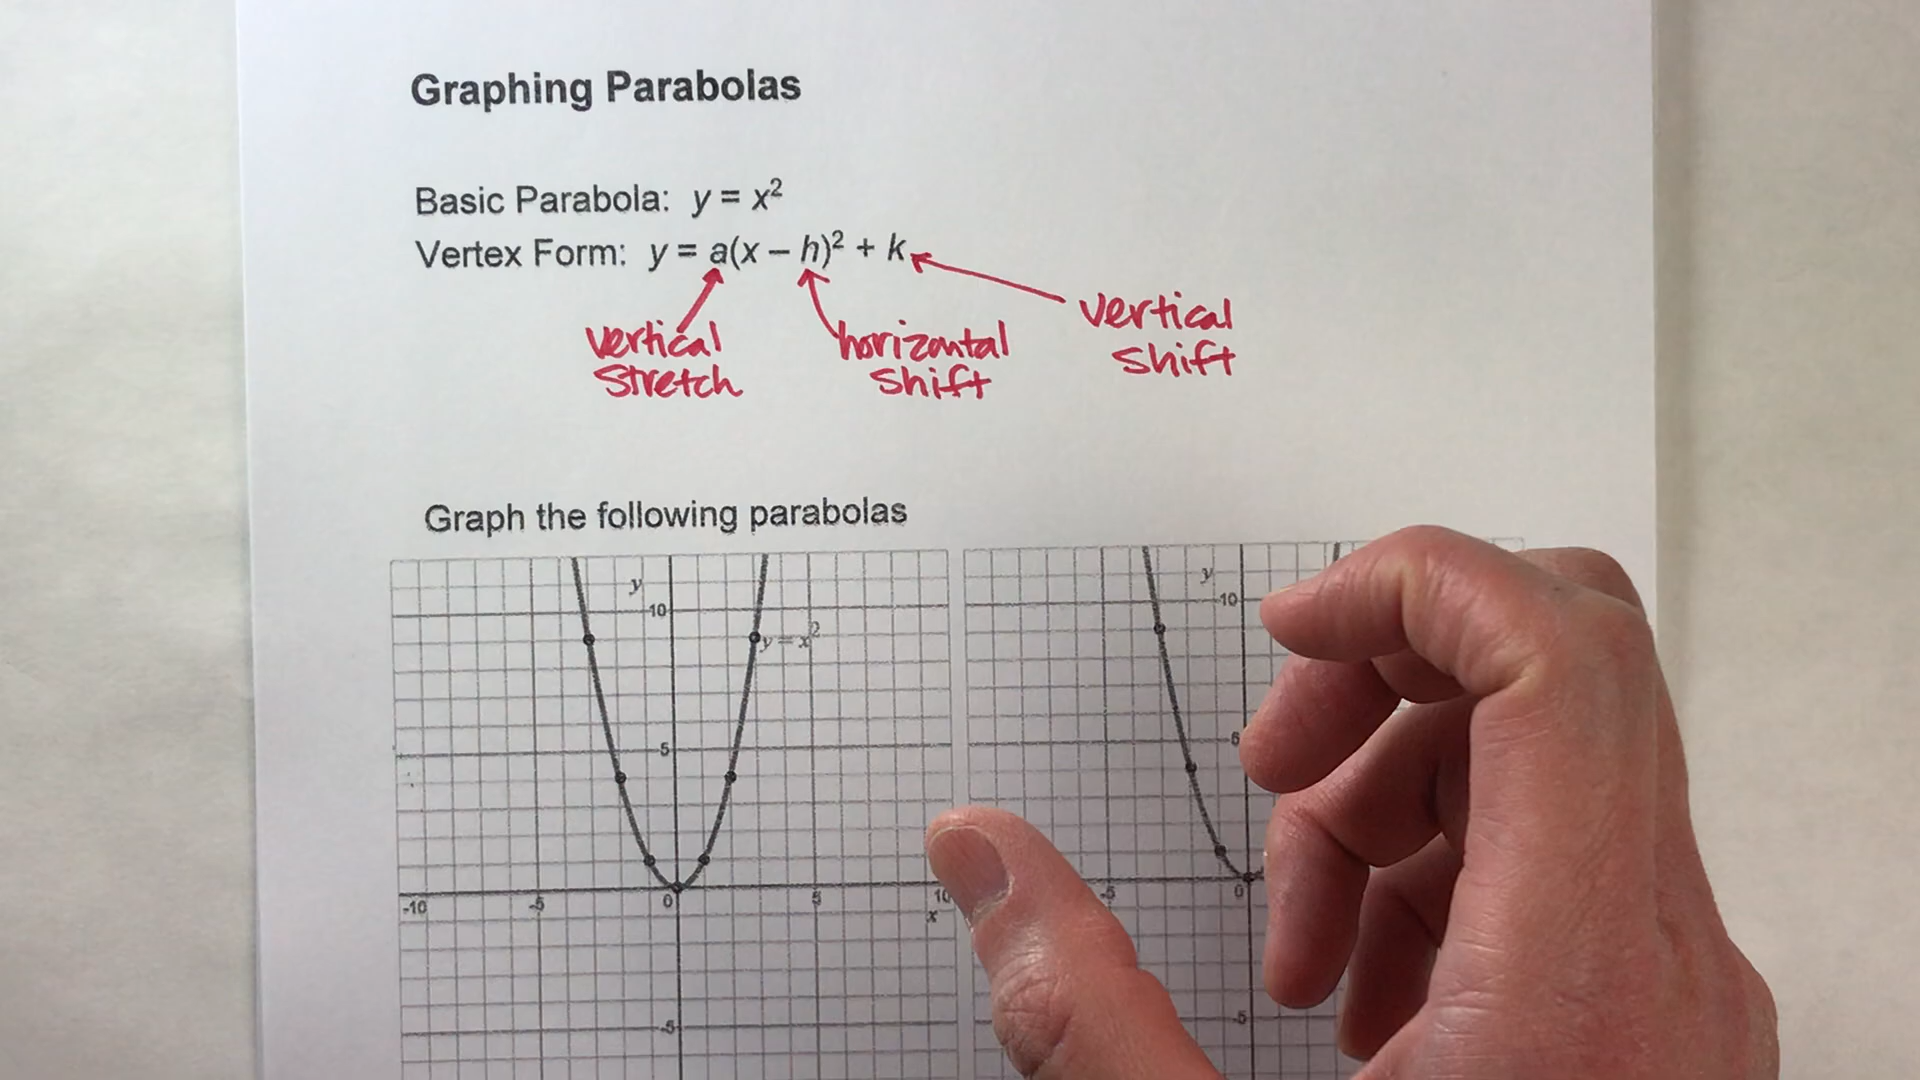 Graphing Parabolas
Basic Parabola: y = x²
Vertex Form: y = a(x – h)² + k
vertical
stretch
horizontal
shift
vertical
shift
Graph the following parabolas
y
10
y = x²
5
-10
-5
0
5
10
x
-5
y
10
5
-5
0
-5